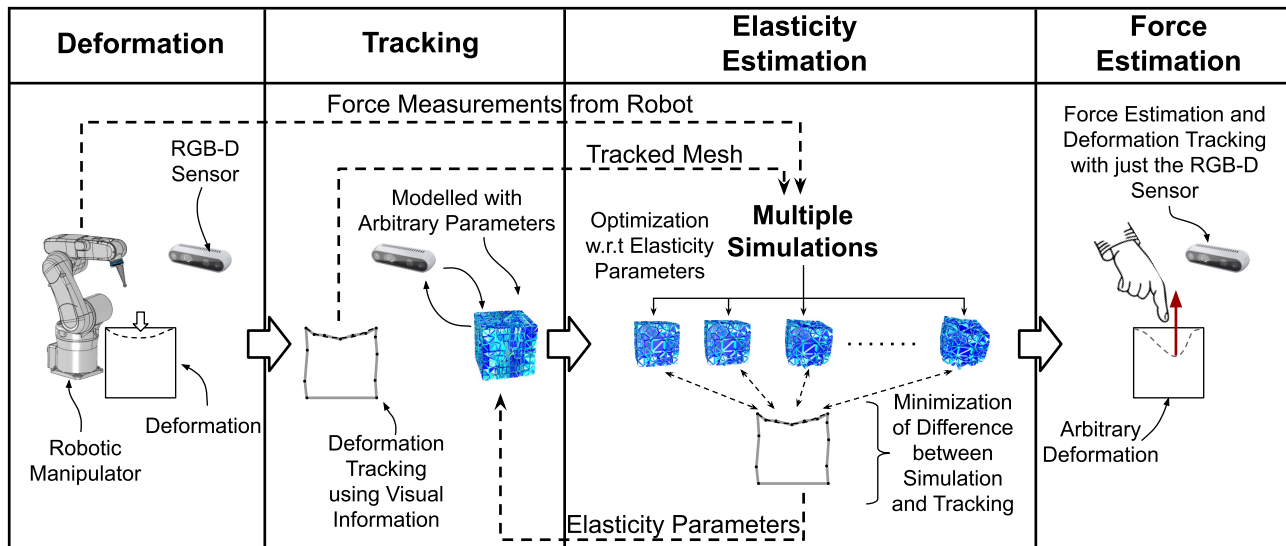 Deformation
Tracking
Elasticity
Estimation
Force
Estimation
Force Measurements from Robot
Tracked Mesh
RGB-D
Sensor
Robotic
Manipulator
Deformation
Modelled with
Arbitrary Parameters
Deformation
Tracking
using Visual
Information
Optimization
w.r.t Elasticity
Parameters
Multiple
Simulations
Minimization
of Difference
between
Simulation
and Tracking
Elasticity Parameters
Force Estimation and
Deformation Tracking
with just the RGB-D
Sensor
Arbitrary
Deformation